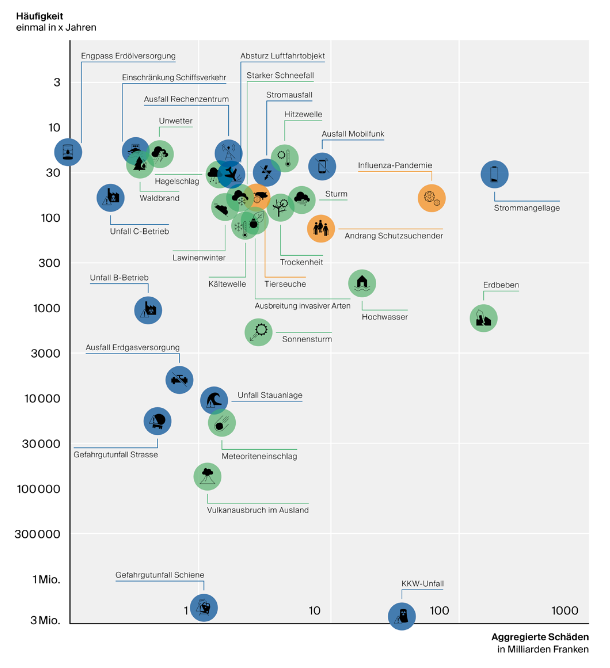 Häufigkeit
einmal in x Jahren
Engpass Erdölversorgung
Absturz Luftfahrtobjekt
Einschränkung Schiffsverkehr
Starker Schneefall
3
Ausfall Rechenzentrum
Stromausfall
Unwetter
Hitzewelle
10
Ausfall Mobilfunk
Influenza-Pandemie
30
Hagelschlag
Waldbrand
Sturm
Strommangellage
100
Unfall C-Betrieb
Andrang Schutzsuchender
Lawinenwinter
Trockenheit
300
Kältewelle
Tierseuche
Unfall B-Betrieb
Erdbeben
Ausbreitung invasiver Arten
1000
Hochwasser
Sonnensturm
3000
Ausfall Erdgasversorgung
10 000
Unfall Stauanlage
30 000
Gefahrgutunfall Strasse
Meteoriteneinschlag
100 000
Vulkanausbruch im Ausland
300 000
1 Mio.
Gefahrgutunfall Schiene
KKW-Unfall
1
10
100
1000
3 Mio.
Aggregierte Schäden
in Milliarden Franken